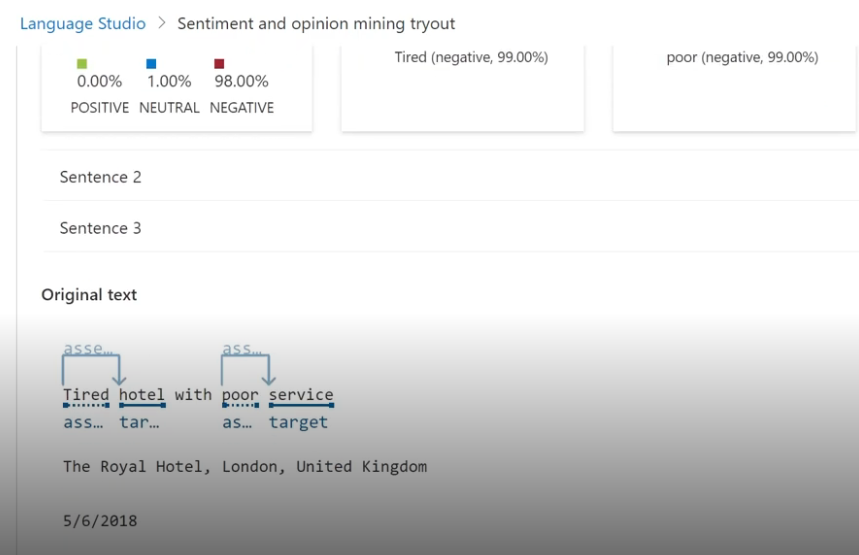 Language Studio > Sentiment and opinion mining tryout
Tired (negative, 99.00%)
poor (negative, 99.00%)
0.00% 1.00% 98.00%
POSITIVE NEUTRAL NEGATIVE
Sentence 2
Sentence 3
Original text
asse… ass…
Tired hotel with poor service
ass… tar… as… target
The Royal Hotel, London, United Kingdom
5/6/2018